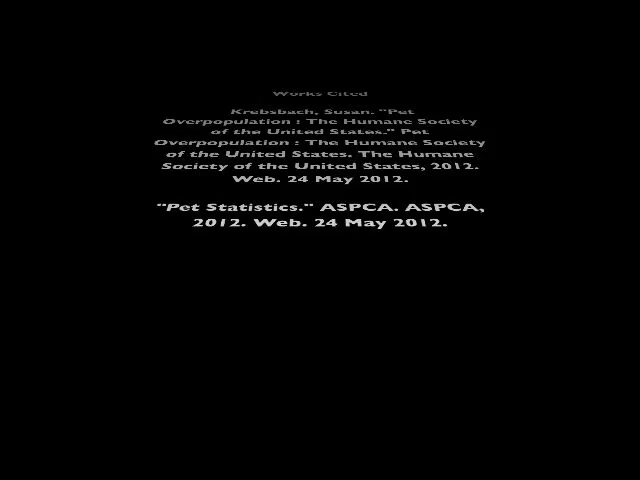 Works Cited
Krebsbach, Susan. "Pet
Overpopulation : The Humane Society
of the United States." Pet
Overpopulation : The Humane Society
of the United States. The Humane
Society of the United States, 2012.
Web. 24 May 2012.
"Pet Statistics." ASPCA. ASPCA,
2012. Web. 24 May 2012.